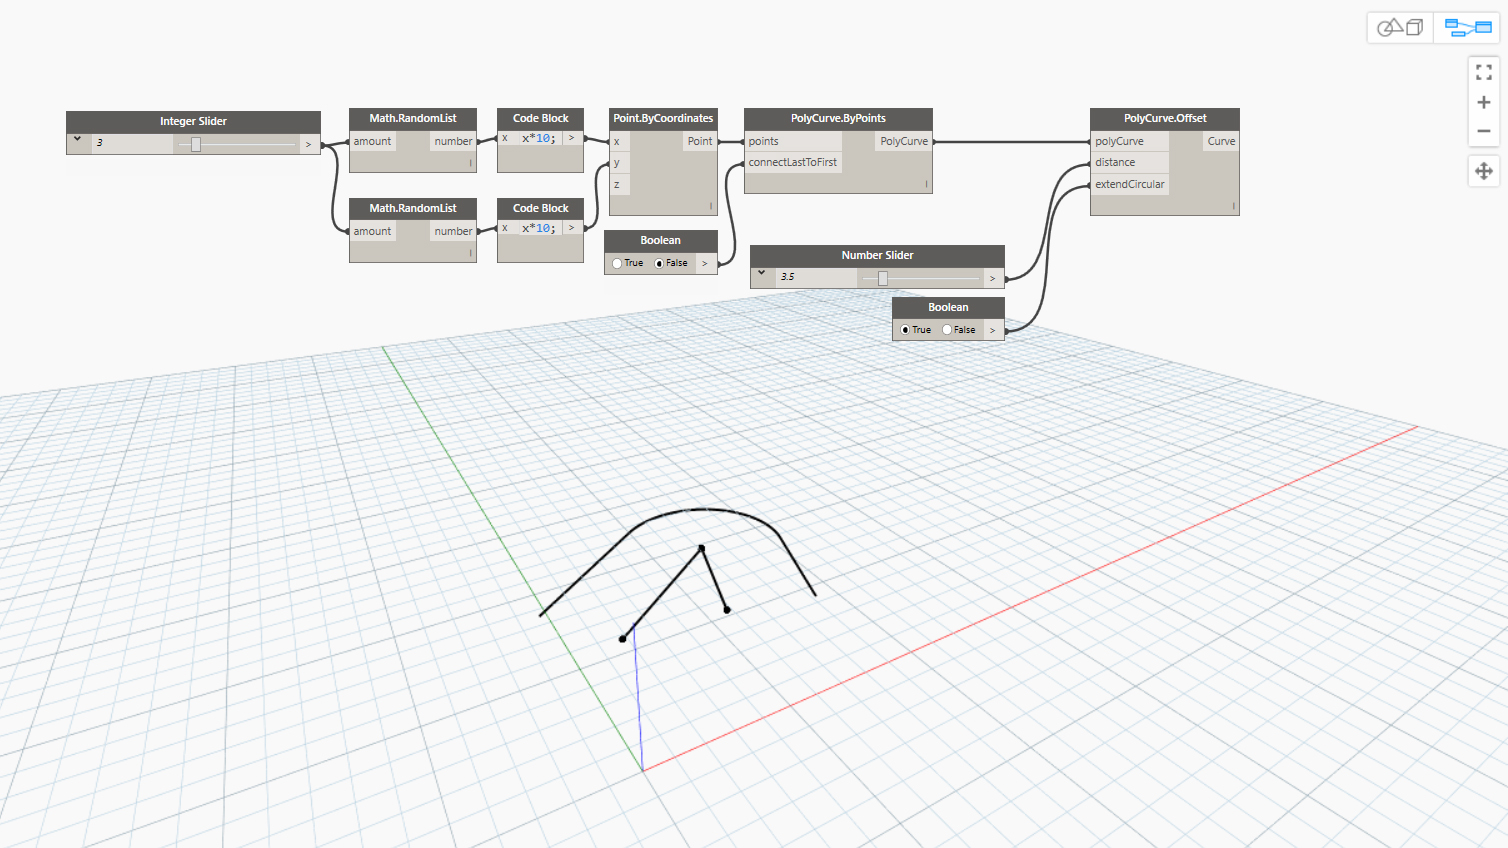 Integer Slider
3
>
Math.RandomList
amount
number
Code Block
x
x*10;
>
Point.ByCoordinates
x
Point
y
z
PolyCurve.ByPoints
points
PolyCurve
connectLastToFirst
PolyCurve.Offset
polyCurve
Curve
distance
extendCircular
Math.RandomList
amount
number
Code Block
x
x*10;
>
Boolean
True
False
>
Number Slider
3.5
>
Boolean
True
False
>